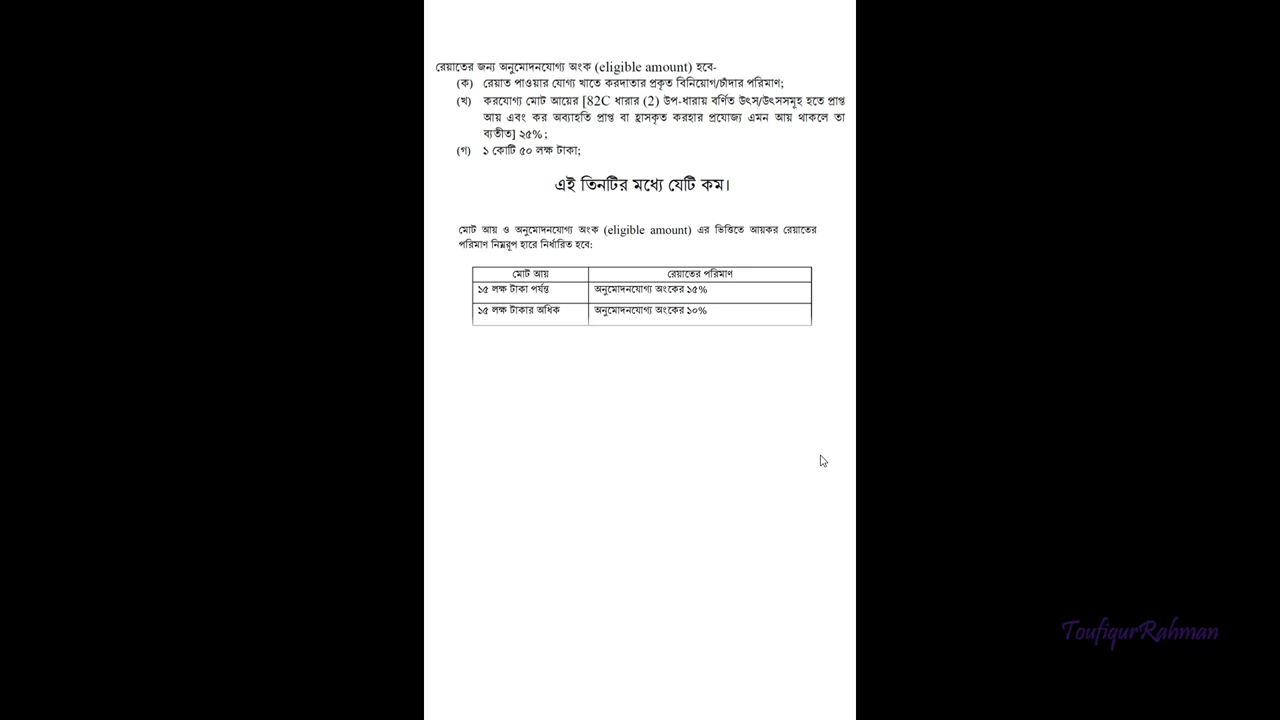 রেয়াতের জন্য অনুমোদনযোগ্য অংক (eligible amount) হবে-
(ক) রেয়াত পাওয়ার যোগ্য খাতে করদাতার প্রকৃত বিনিয়োগ/চাঁদার পরিমাণ;
(খ) করযোগ্য মোট আয়ের [82C ধারার (2) উপ-ধারায় বর্ণিত উৎস/উৎসসমূহ হতে প্রাপ্ত
আয় এবং কর অব্যাহতি প্রাপ্ত বা হ্রাসকৃত করহার প্রযোজ্য এমন আয় থাকলে তা
ব্যতীত] ২৫%;
(গ) ১ কোটি ৫০ লক্ষ টাকা;
এই তিনটির মধ্যে যেটি কম।
মোট আয় ও অনুমোদনযোগ্য অংক (eligible amount) এর ভিত্তিতে আয়কর রেয়াতের
পরিমাণ নিম্নরূপ হারে নির্ধারিত হবে:
মোট আয় রেয়াতের পরিমাণ
১৫ লক্ষ টাকা পর্যন্ত অনুমোদনযোগ্য অংকের ১৫%
১৫ লক্ষ টাকার অধিক অনুমোদনযোগ্য অংকের ১০%
ToufiqurRahman